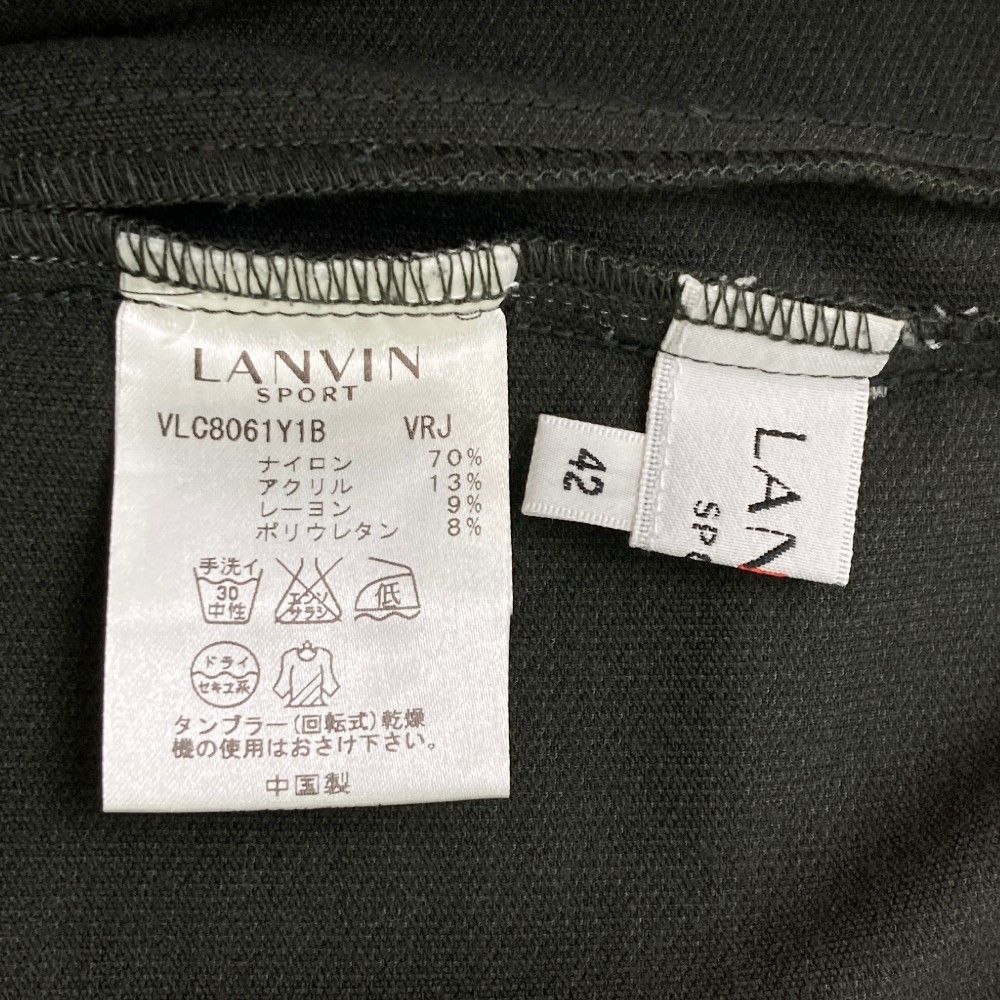 LANVIN
SPORT
VLC8061Y1B VRJ
ナイロン 70%
アクリル 13%
レーヨン 9%
ポリウレタン 8%
手洗イ
30
中性
エンソ
サラシ
低
ドライ
セキユ系
タンブラー(回転式)乾燥
機の使用はおさけ下さい。
中国製
42
LAN
SPO